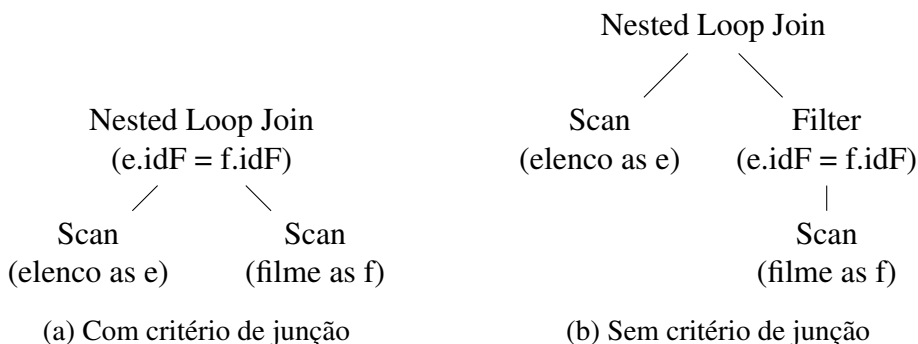 Nested Loop Join
(e.idF = f.idF)
Scan
(elenco as e)
Scan
(filme as f)
(a) Com critério de junção
Nested Loop Join
Scan
(elenco as e)
Filter
(e.idF = f.idF)
Scan
(filme as f)
(b) Sem critério de junção